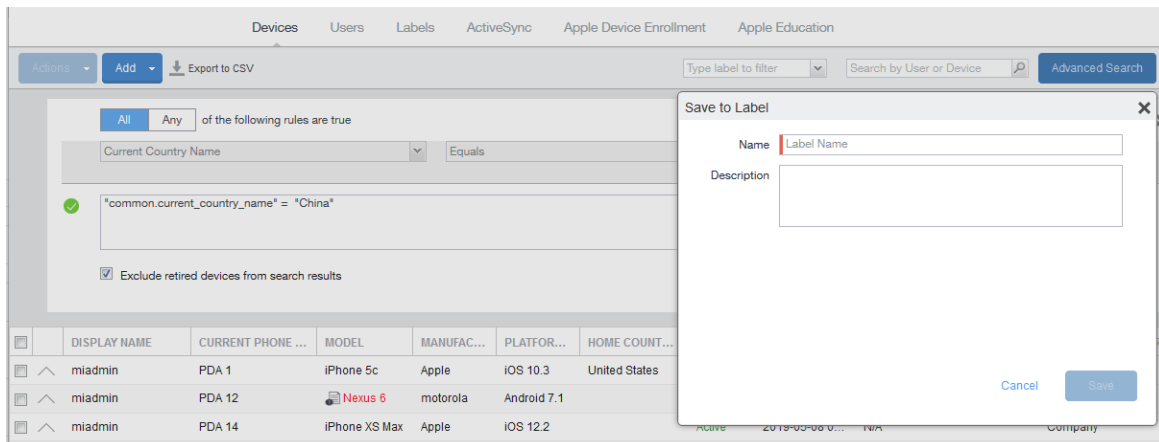 Devices Users Labels ActiveSync Apple Device Enrollment Apple Education
Actions Add Export to CSV Type label to filter Search by User or Device Advanced Search
Save to Label
All Any of the following rules are true
Name Label Name
Current Country Name Equals
Description
"common.current_country_name" = "China"
Exclude retired devices from search results
DISPLAY NAME CURRENT PHONE ... MODEL MANUFAC... PLATFOR... HOME COUNT...
miadmin PDA 1 iPhone 5c Apple iOS 10.3 United States
Cancel Save
miadmin PDA 12 Nexus 6 motorola Android 7.1
miadmin PDA 14 iPhone XS Max Apple iOS 12.2 Active 2019-05-08 0... N/A Company